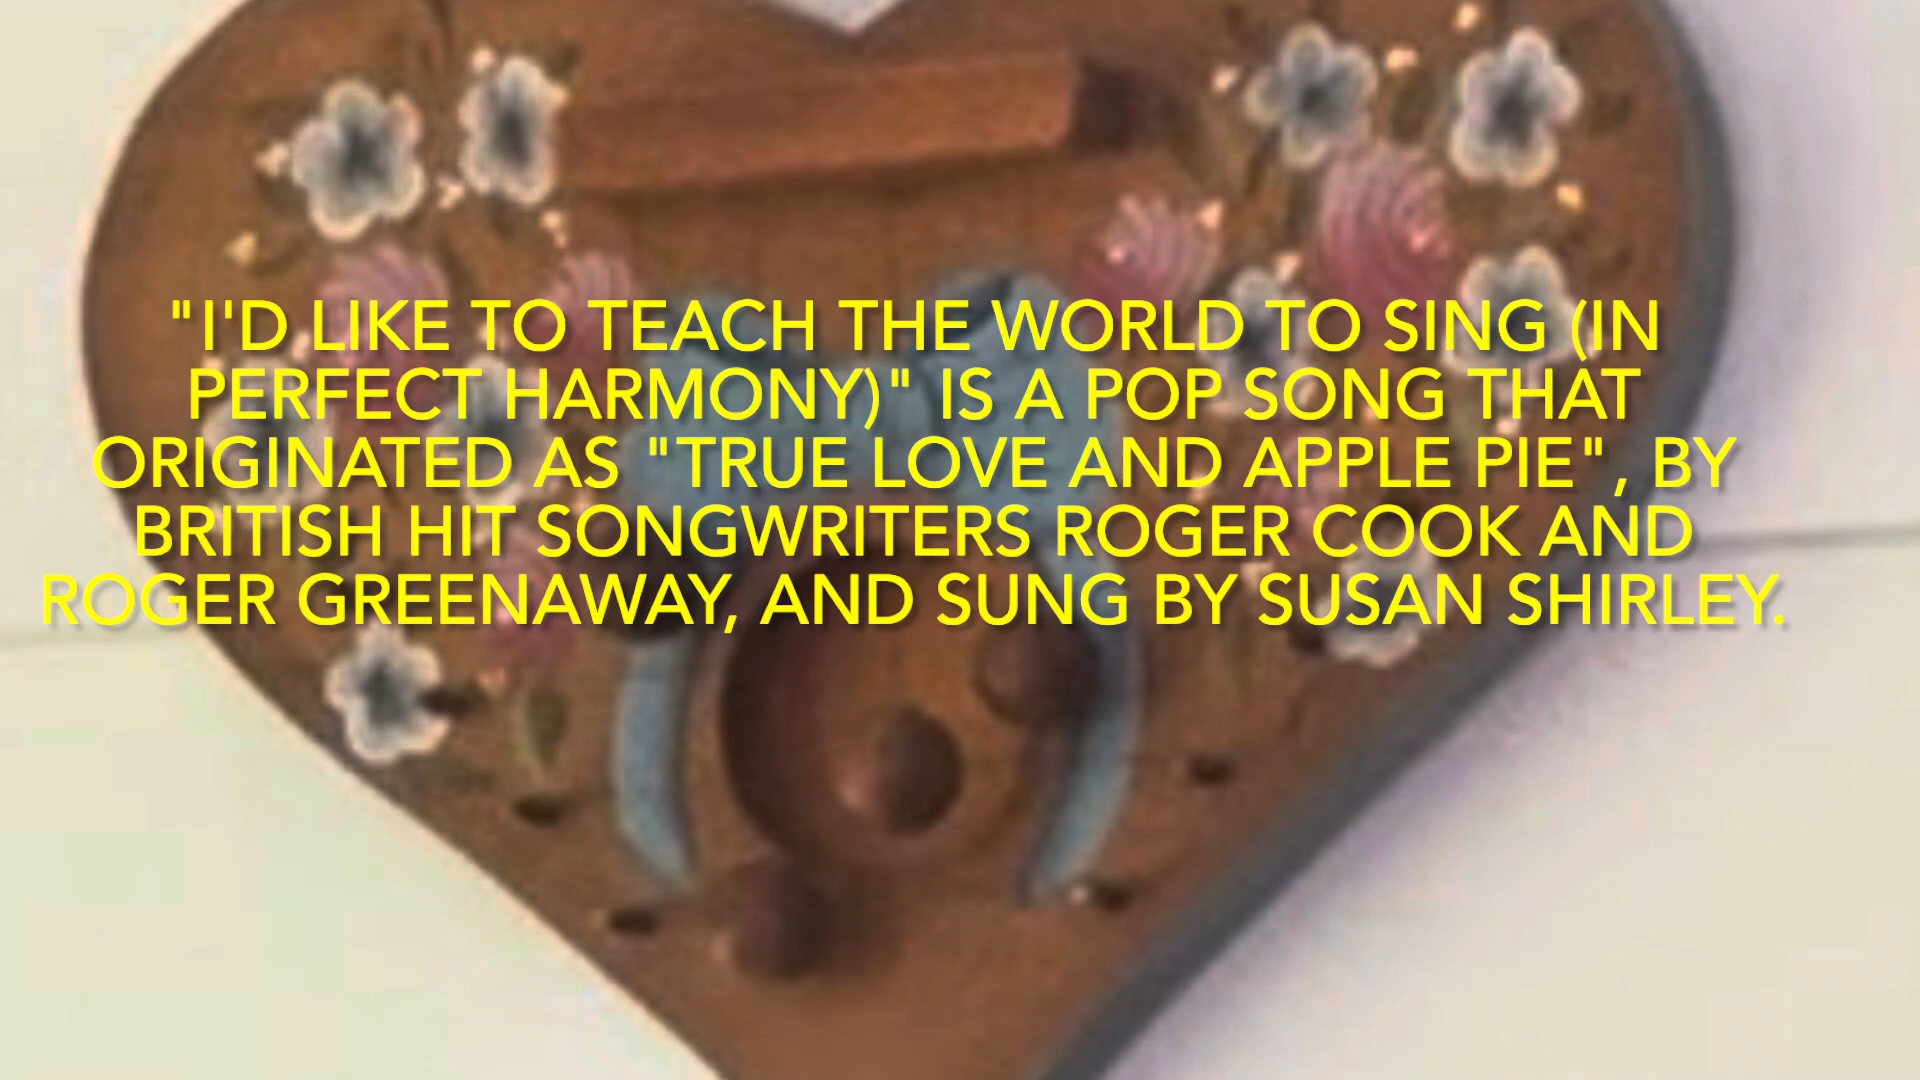 "I'D LIKE TO TEACH THE WORLD TO SING (IN
PERFECT HARMONY)" IS A POP SONG THAT
ORIGINATED AS "TRUE LOVE AND APPLE PIE", BY
BRITISH HIT SONGWRITERS ROGER COOK AND
ROGER GREENAWAY, AND SUNG BY SUSAN SHIRLEY.